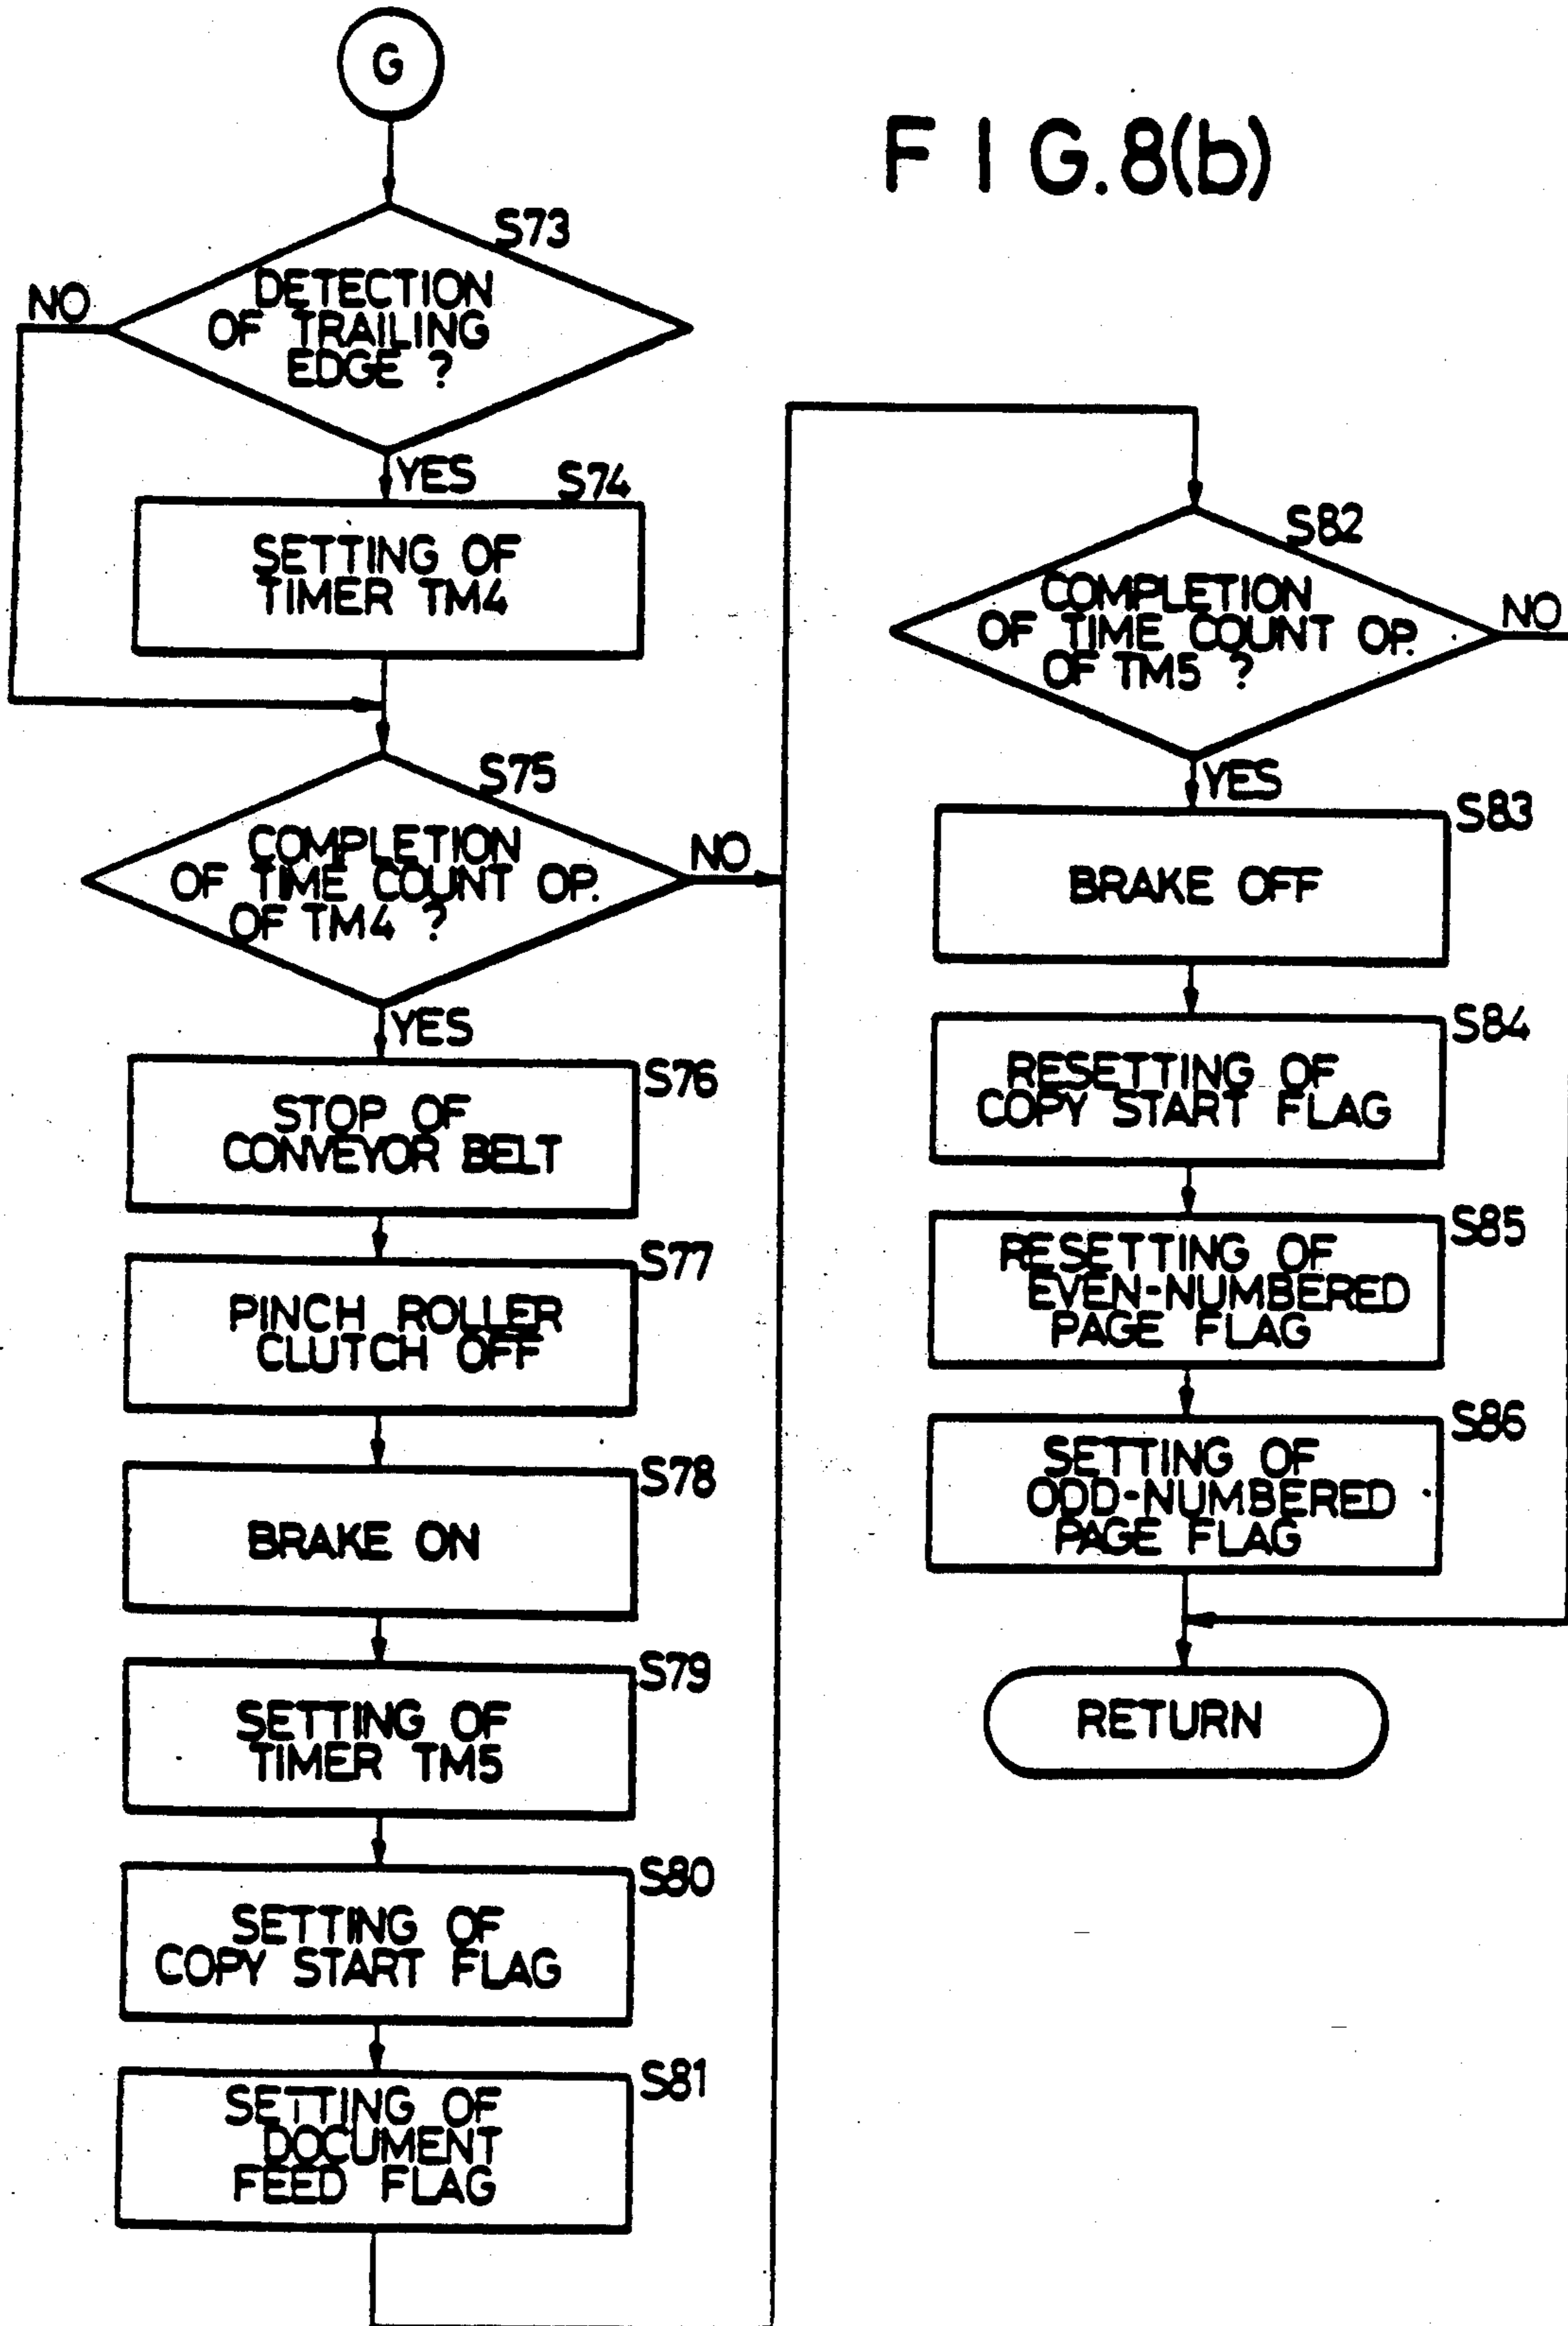 G
F I G.8(b)
S73
DETECTION
OF TRAILING
EDGE ?
NO
YES
S74
SETTING OF
TIMER TM4
S75
COMPLETION
OF TIME COUNT OP.
OF TM4 ?
NO
YES
S76
STOP OF
CONVEYOR BELT
S77
PINCH ROLLER
CLUTCH OFF
S78
BRAKE ON
S79
SETTING OF
TIMER TM5
S80
SETTING OF
COPY START FLAG
S81
SETTING OF
DOCUMENT
FEED FLAG
S82
COMPLETION
OF TIME COUNT OP.
OF TM5 ?
NO
YES
S83
BRAKE OFF
S84
RESETTING OF
COPY START FLAG
S85
RESETTING OF
EVEN-NUMBERED
PAGE FLAG
S86
SETTING OF
ODD-NUMBERED
PAGE FLAG
RETURN